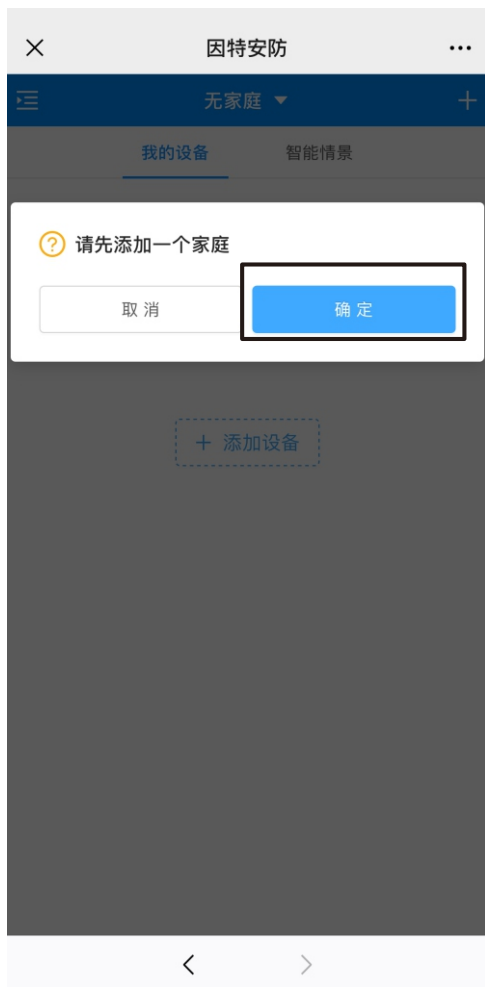 因特安防
无家庭
我的设备 智能情景
请先添加一个家庭
取消 确定
+ 添加设备